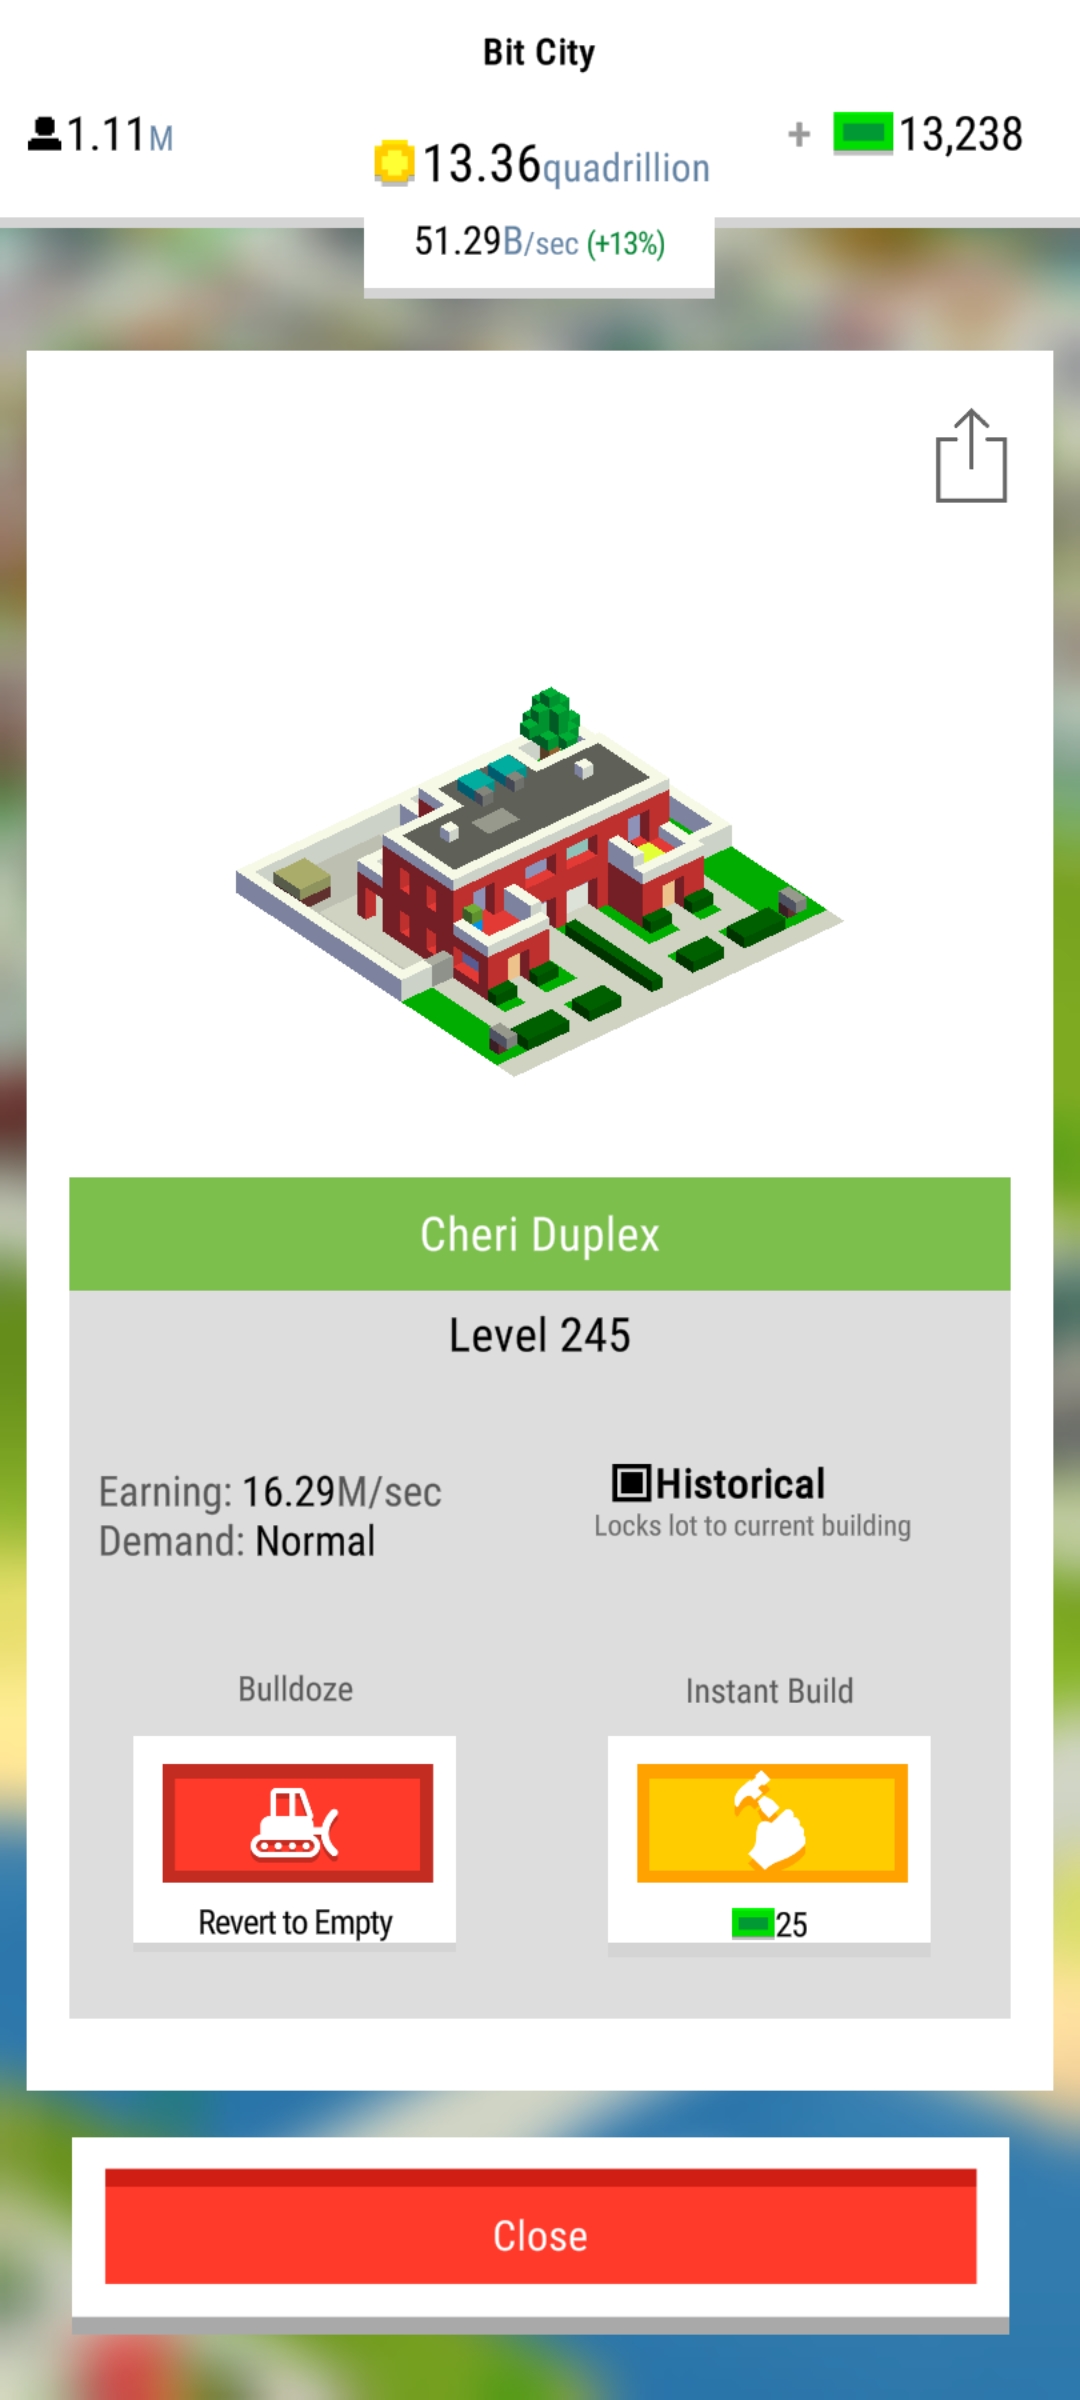 Bit City
1.11M
13.36quadrillion
+ 13,238
51.29B/sec (+13%)
Cheri Duplex
Level 245
Earning: 16.29M/sec
Demand: Normal
Historical
Locks lot to current building
Bulldoze
Revert to Empty
Instant Build
25
Close